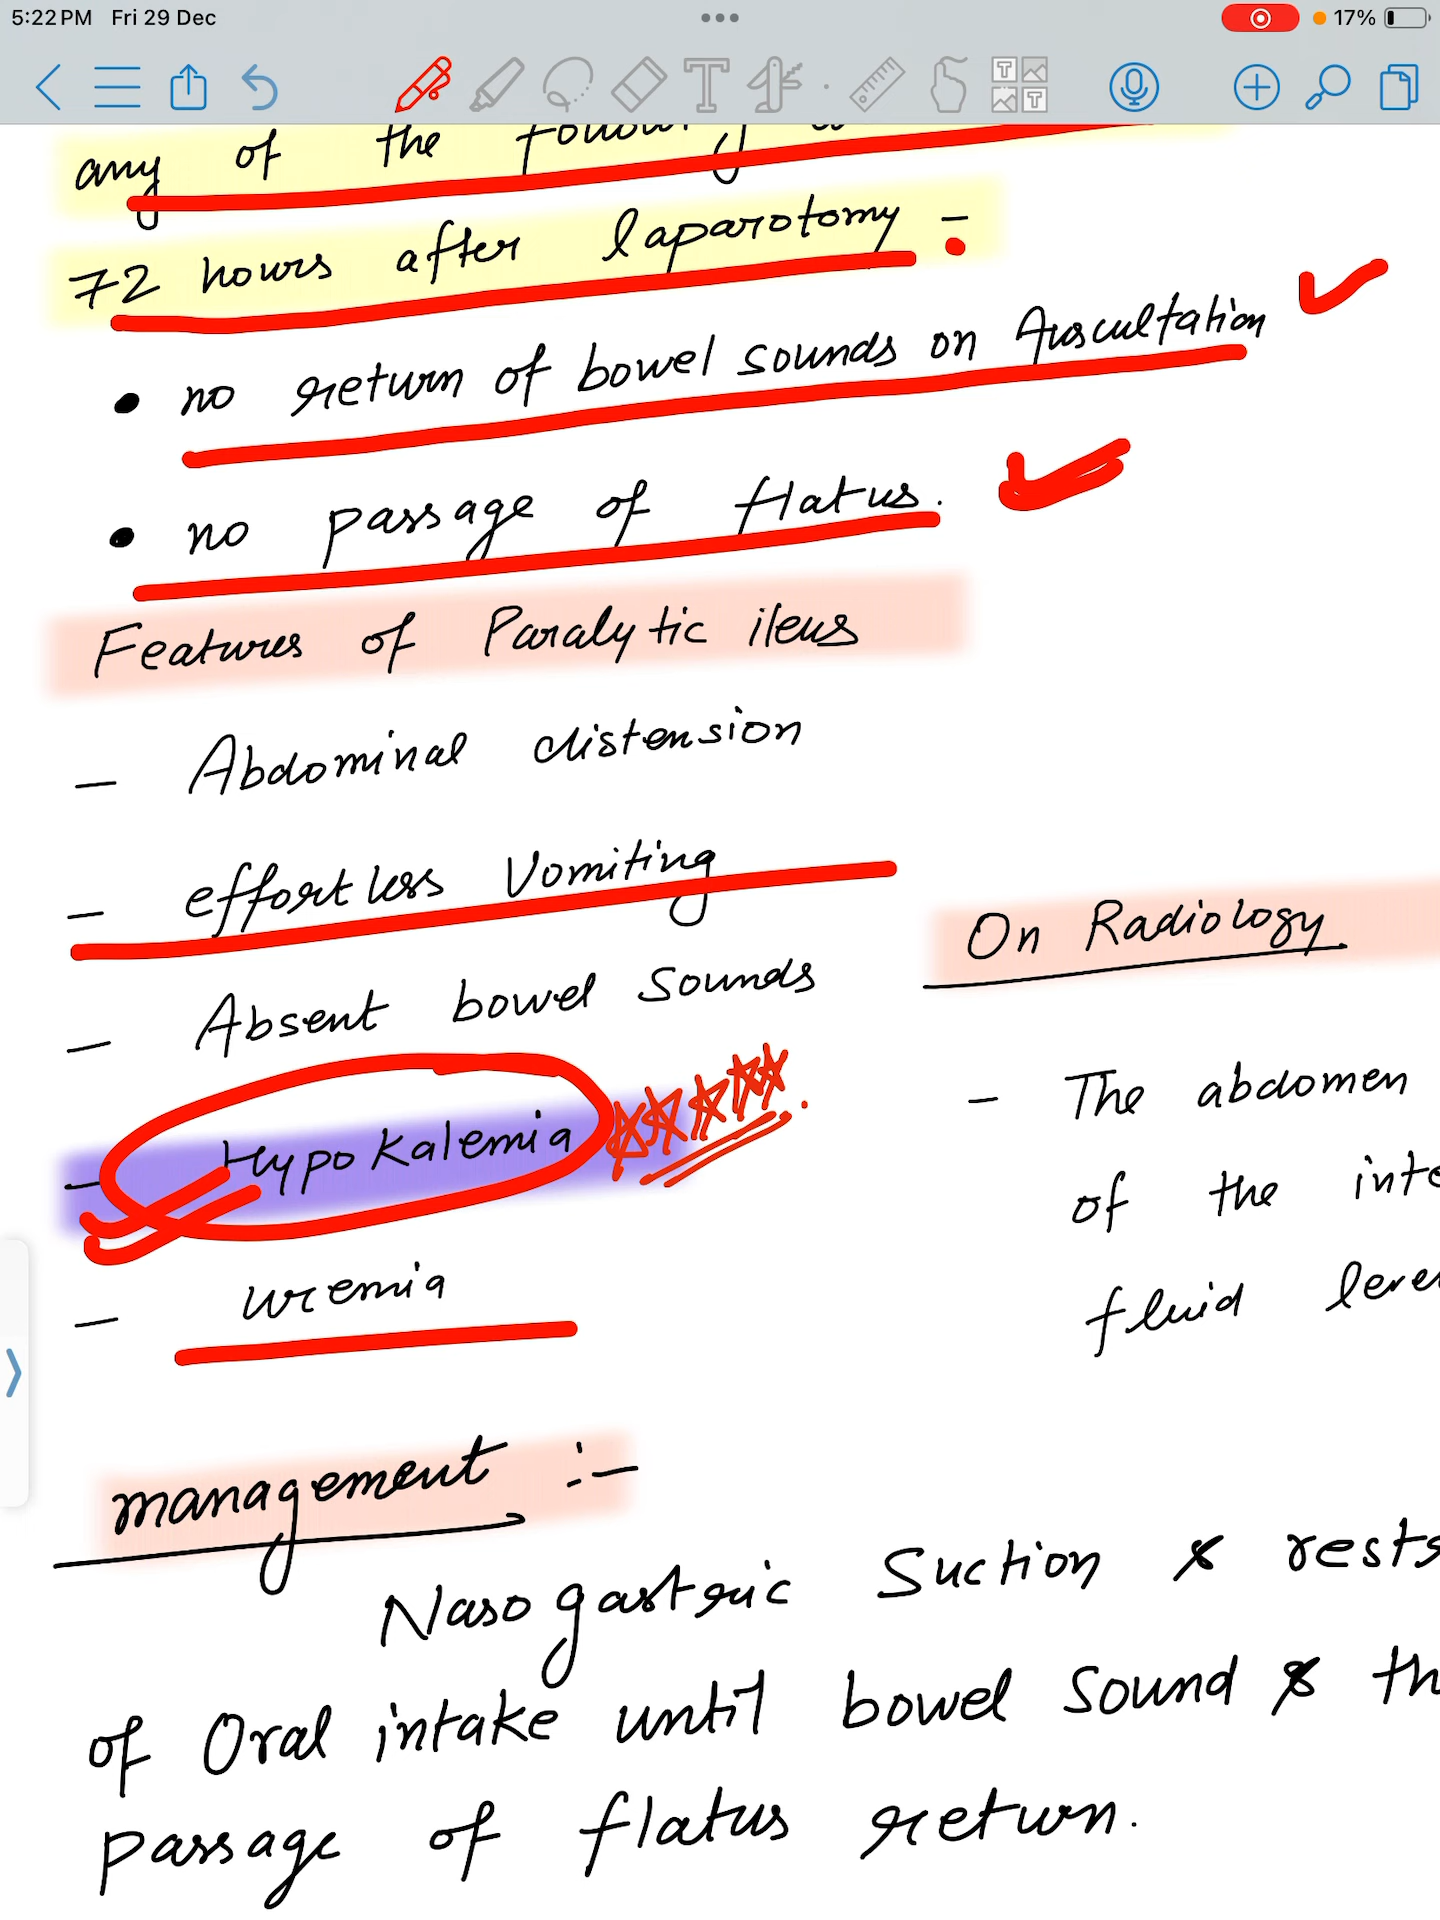 5:22 PM Fri 29 Dec
17%
any of the
72 hours after laparotomy -
• no return of bowel sounds on Auscultation
• no passage of flatus.
Features of Paralytic ileus
- Abdominal distension
- effortless Vomiting
- Absent bowel sounds
- Hypokalemia
- uremia
On Radiology
- The abdomen
of the
fluid
management :-
Nasogastric Suction &
of Oral intake until bowel sound &
passage of flatus return.